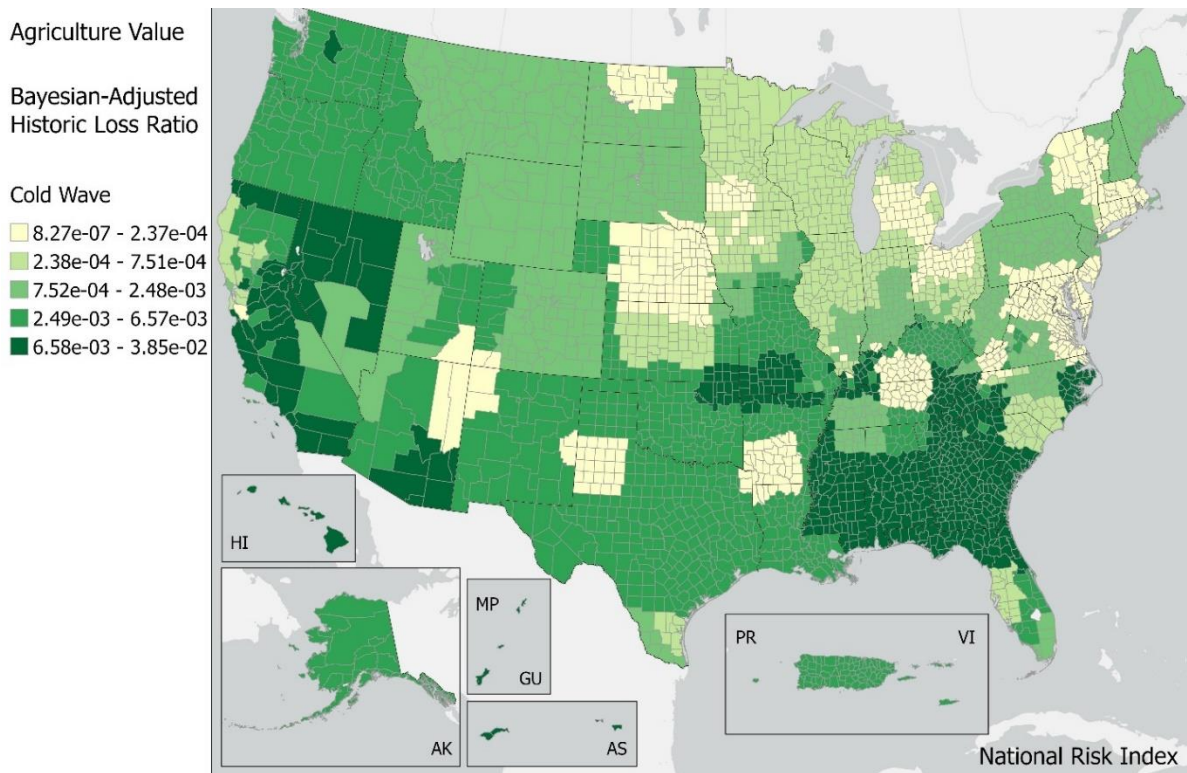 Agriculture Value
Bayesian-Adjusted
Historic Loss Ratio
Cold Wave
8.27e-07 - 2.37e-04
2.38e-04 - 7.51e-04
7.52e-04 - 2.48e-03
2.49e-03 - 6.57e-03
6.58e-03 - 3.85e-02
HI
AK
MP
GU
AS
PR
VI
National Risk Index